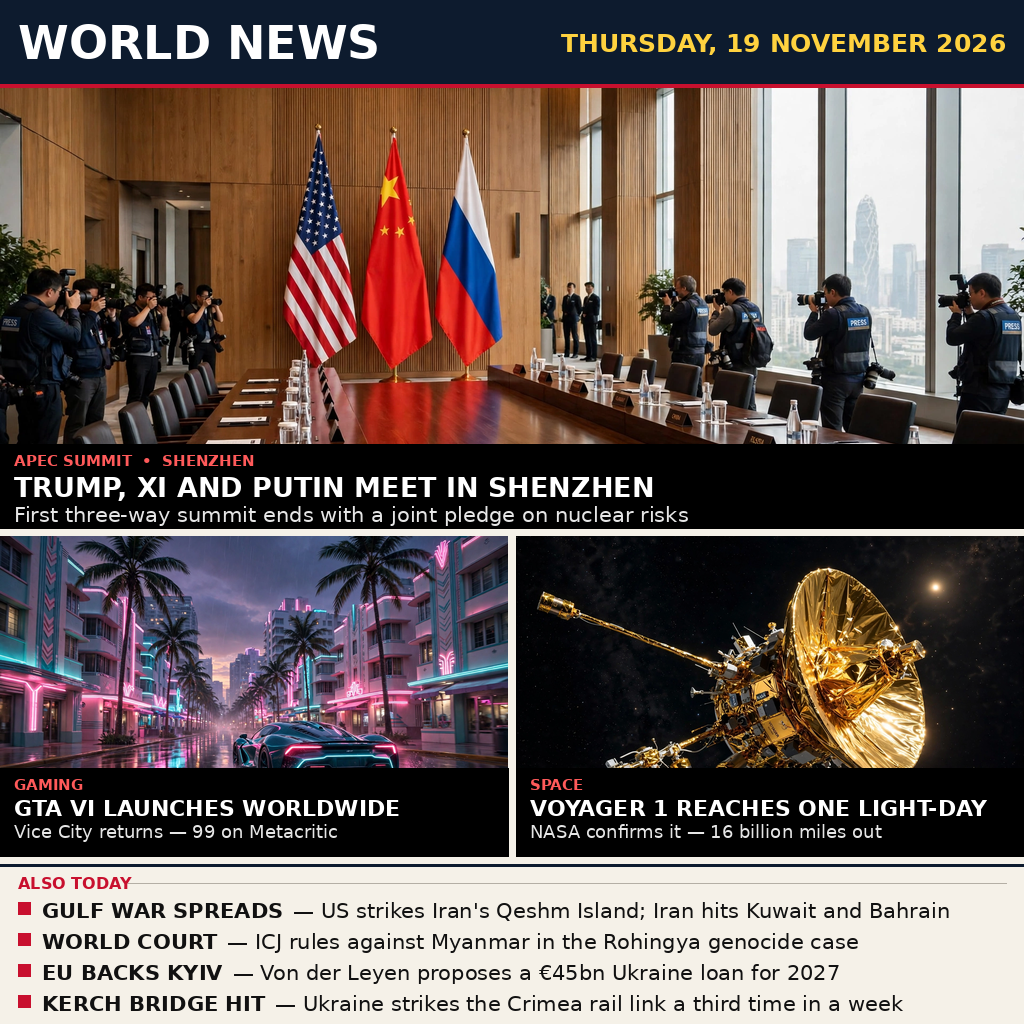 WORLD NEWS
THURSDAY, 19 NOVEMBER 2026
PRESS
PRESS
PRESS
PRESS
APEC SUMMIT • SHENZHEN
TRUMP, XI AND PUTIN MEET IN SHENZHEN
First three-way summit ends with a joint pledge on nuclear risks
GAMING
GTA VI LAUNCHES WORLDWIDE
Vice City returns — 99 on Metacritic
SPACE
VOYAGER 1 REACHES ONE LIGHT-DAY
NASA confirms it — 16 billion miles out
ALSO TODAY
GULF WAR SPREADS — US strikes Iran's Qeshm Island; Iran hits Kuwait and Bahrain
WORLD COURT — ICJ rules against Myanmar in the Rohingya genocide case
EU BACKS KYIV — Von der Leyen proposes a €45bn Ukraine loan for 2027
KERCH BRIDGE HIT — Ukraine strikes the Crimea rail link a third time in a week